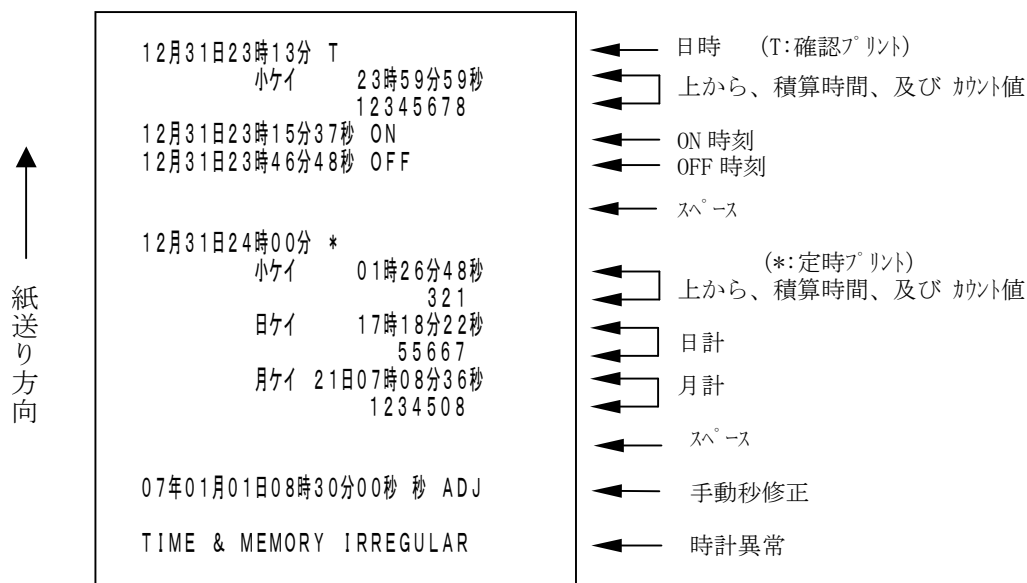 12月31日23時13分 T
小ケイ 23時59分59秒
12345678
12月31日23時15分37秒 ON
12月31日23時46分48秒 OFF
12月31日24時00分 *
小ケイ 01時26分48秒
321
日ケイ 17時18分22秒
55667
月ケイ 21日07時08分36秒
1234508
07年01月01日08時30分00秒 秒 ADJ
TIME & MEMORY IRREGULAR
日時 (T:確認ﾌﾟﾘﾝﾄ)
上から、積算時間、及び ｶｳﾝﾄ値
ON 時刻
OFF 時刻
ｽﾍﾟｰｽ
(*:定時ﾌﾟﾘﾝﾄ)
上から、積算時間、及び ｶｳﾝﾄ値
日計
月計
ｽﾍﾟｰｽ
手動秒修正
時計異常
紙送り方向